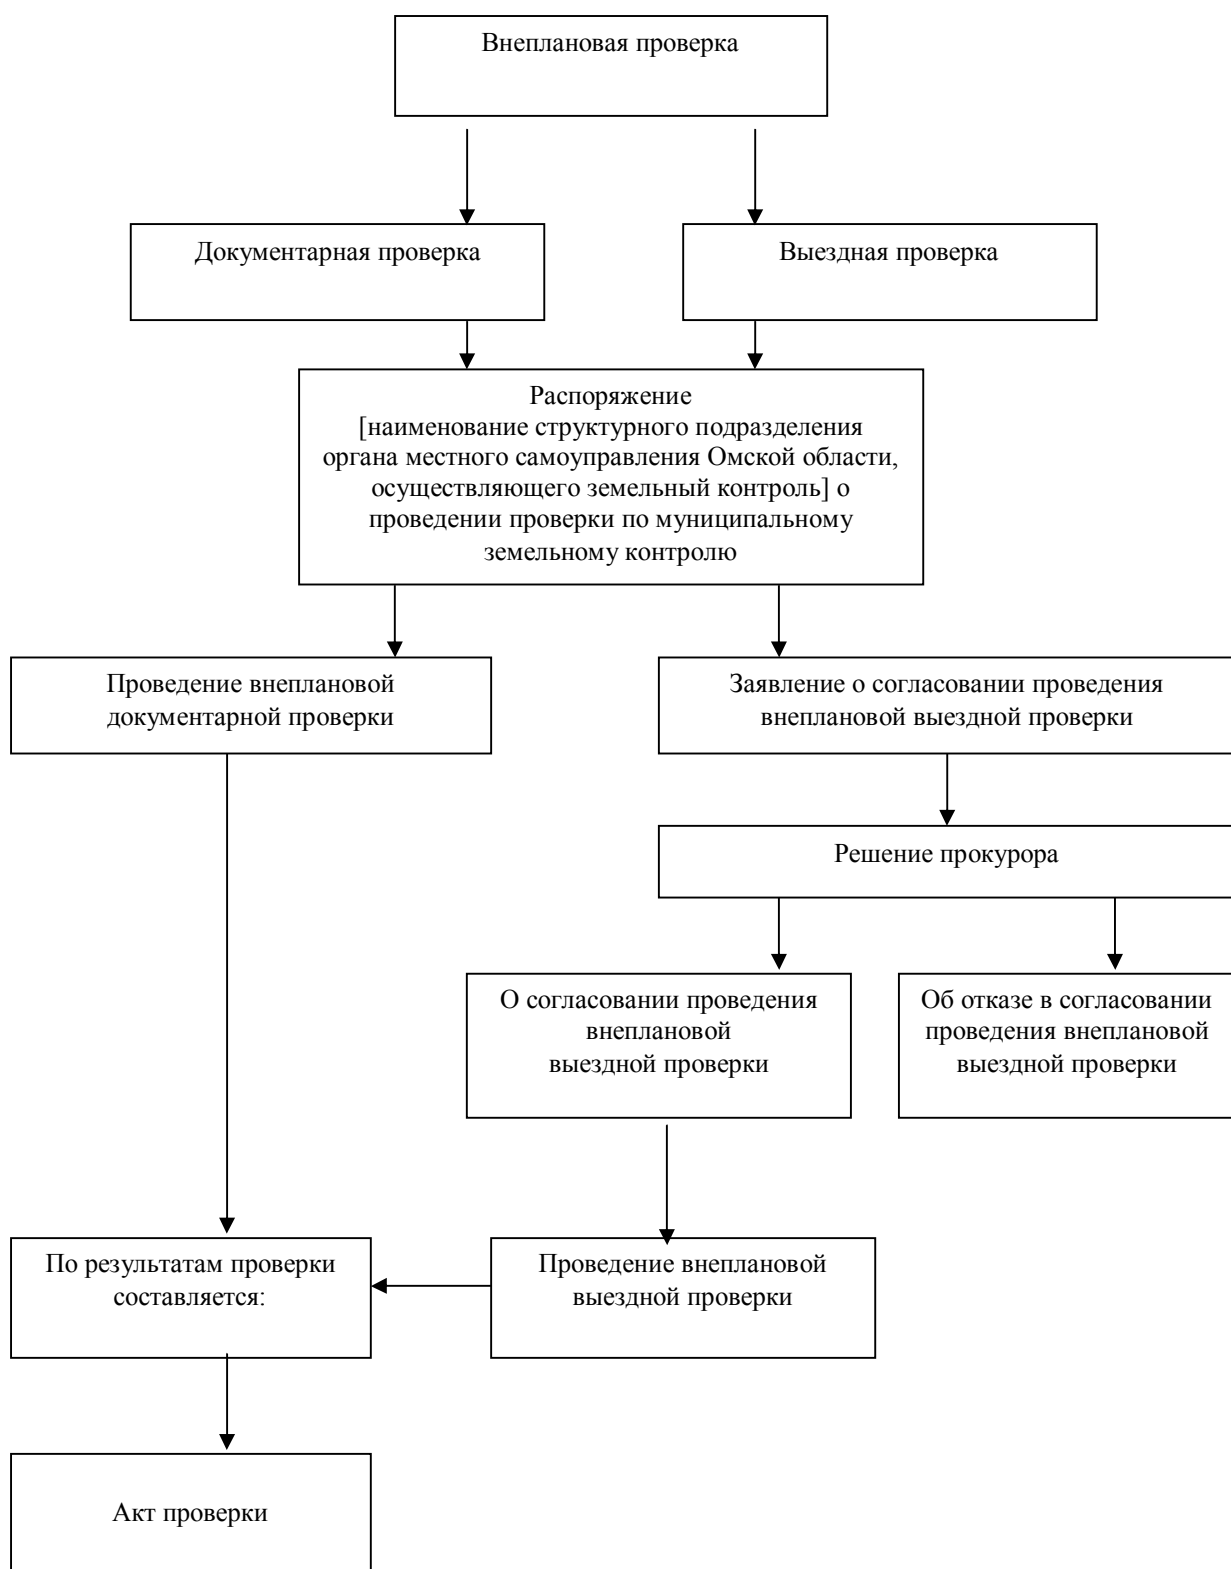 Внеплановая проверка
Документарная проверка
Выездная проверка
Распоряжение
[наименование структурного подразделения
органа местного самоуправления Омской области,
осуществляющего земельный контроль] о
проведении проверки по муниципальному
земельному контролю
Проведение внеплановой
документарной проверки
Заявление о согласовании проведения
внеплановой выездной проверки
Решение прокурора
О согласовании проведения
внеплановой
выездной проверки
Об отказе в согласовании
проведения внеплановой
выездной проверки
По результатам проверки
составляется:
Проведение внеплановой
выездной проверки
Акт проверки